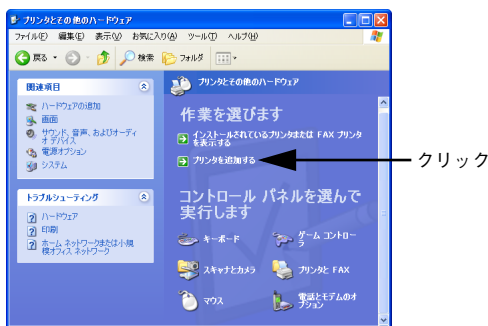 プリンタとその他のハードウェア
ファイル(F) 編集(E) 表示(V) お気に入り(A) ツール(T) ヘルプ(H)
戻る 検索 フォルダ
関連項目
ハードウェアの追加
画面
サウンド、音声、およびオーディ
オ デバイス
電源オプション
システム
トラブルシューティング
ハードウェア
印刷
ホーム ネットワークまたは小規
模オフィス ネットワーク
プリンタとその他のハードウェア
作業を選びます
インストールされているプリンタまたは FAX プリンタ
を表示する
プリンタを追加する
クリック
コントロール パネルを選んで
実行します
キーボード
ゲーム コントロー
ラ
スキャナとカメラ
プリンタと FAX
マウス
電話とモデムのオ
プション